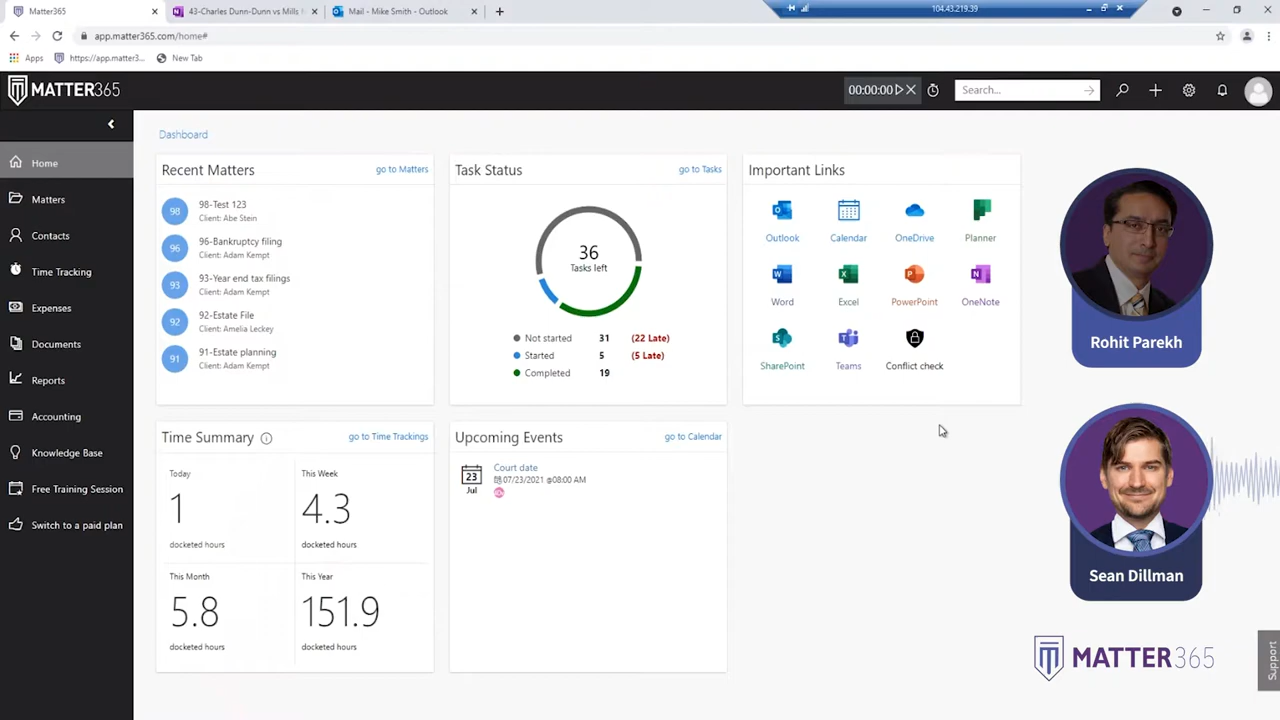 Matter365
43-Charles Dunn-Dunn vs Mills
Mail - Mike Smith - Outlook
104.43.219.39
app.matter365.com/home#
Apps
https://app.matter3...
New Tab
MATTER365
00:00:00
Search...
Home
Matters
Contacts
Time Tracking
Expenses
Documents
Reports
Accounting
Knowledge Base
Free Training Session
Switch to a paid plan
Dashboard
Recent Matters
go to Matters
98
98-Test 123
Client: Abe Stein
96
96-Bankruptcy filing
Client: Adam Kempt
93
93-Year end tax filings
Client: Adam Kempt
92
92-Estate File
Client: Amelia Leckey
91
91-Estate planning
Client: Adam Kempt
Task Status
go to Tasks
36
Tasks left
Not started 31 (22 Late)
Started 5 (5 Late)
Completed 19
Important Links
Outlook Calendar OneDrive Planner
Word Excel PowerPoint OneNote
SharePoint Teams Conflict check
Time Summary
go to Time Trackings
Today
1
docketed hours
This Week
4.3
docketed hours
This Month
5.8
docketed hours
This Year
151.9
docketed hours
Upcoming Events
go to Calendar
23
Jul
Court date
07/23/2021 @08:00 AM
Rohit Parekh
Sean Dillman
MATTER365
Support